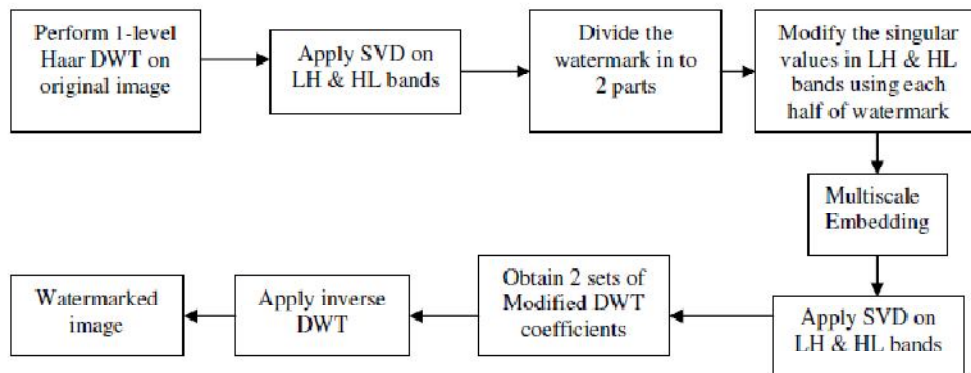 Perform 1-level
Haar DWT on
original image
Apply SVD on
LH & HL bands
Divide the
watermark in to
2 parts
Modify the singular
values in LH & HL
bands using each
half of watermark
Multiscale
Embedding
Apply SVD on
LH & HL bands
Obtain 2 sets of
Modified DWT
coefficients
Apply inverse
DWT
Watermarked
image